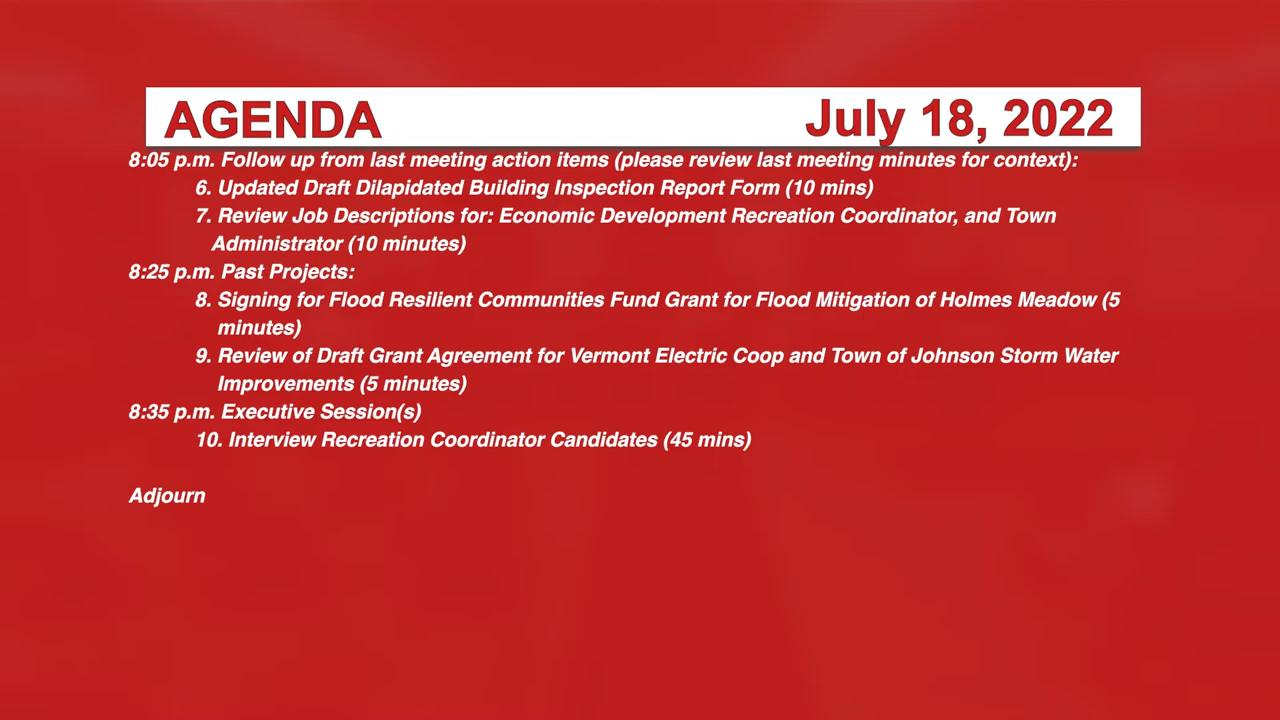 AGENDA July 18, 2022
8:05 p.m. Follow up from last meeting action items (please review last meeting minutes for context):
6. Updated Draft Dilapidated Building Inspection Report Form (10 mins)
7. Review Job Descriptions for: Economic Development Recreation Coordinator, and Town
Administrator (10 minutes)
8:25 p.m. Past Projects:
8. Signing for Flood Resilient Communities Fund Grant for Flood Mitigation of Holmes Meadow (5
minutes)
9. Review of Draft Grant Agreement for Vermont Electric Coop and Town of Johnson Storm Water
Improvements (5 minutes)
8:35 p.m. Executive Session(s)
10. Interview Recreation Coordinator Candidates (45 mins)
Adjourn